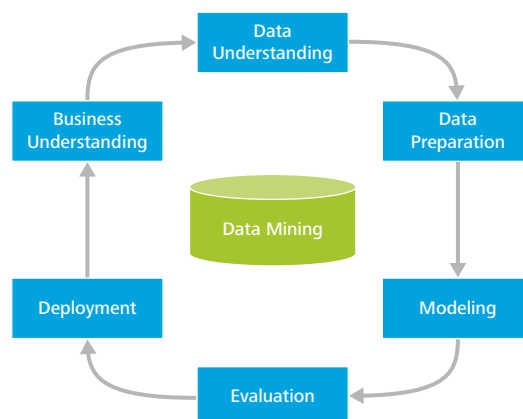 Data
Understanding
Business
Understanding
Data
Preparation
Data Mining
Deployment
Modeling
Evaluation